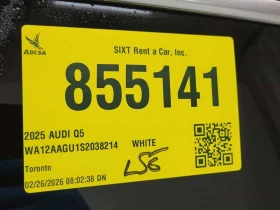 ADESA
SIXT Rent a Car, Inc.
855141
2025 AUDI Q5
WA12AAGU1S2038214 WHITE
Toronto
02/26/2026 08:02:38 DN